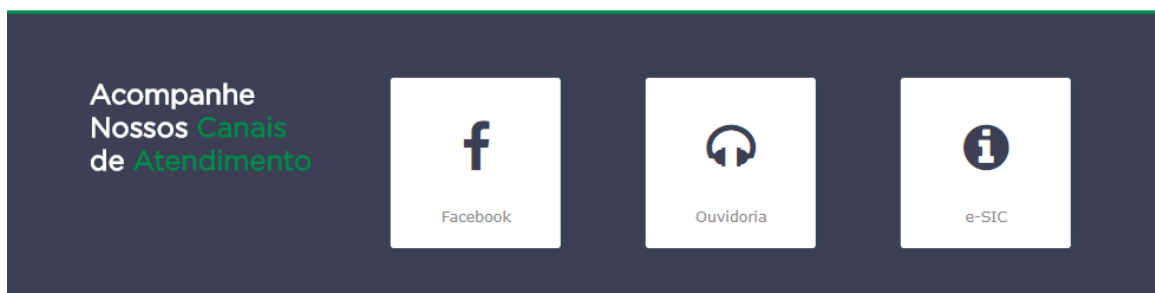 Acompanhe
Nossos Canais
de Atendimento
Facebook
Ouvidoria
e-SIC